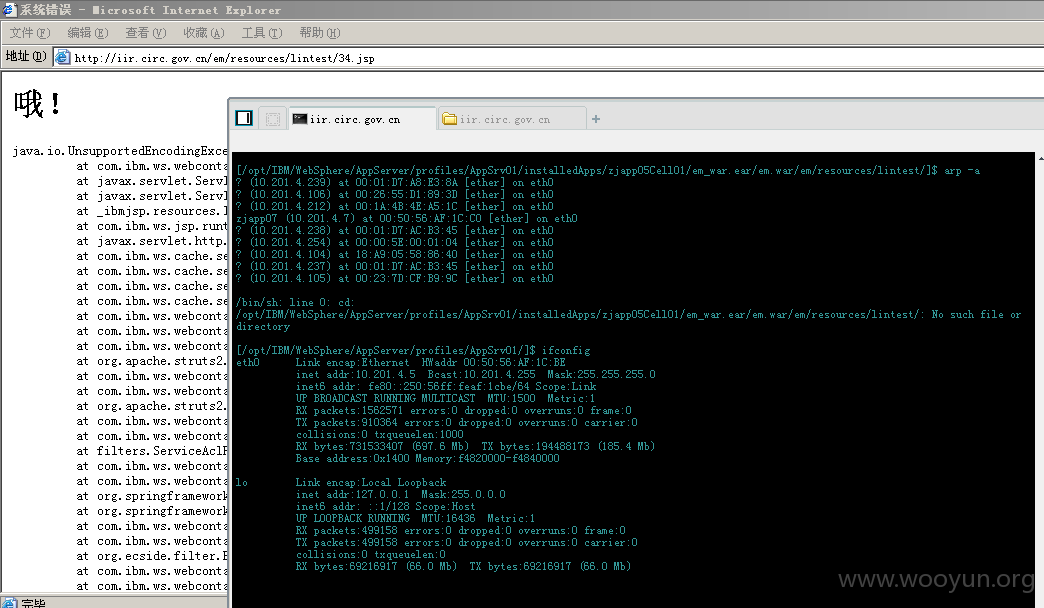 系统错误 - Microsoft Internet Explorer
文件(F) 编辑(E) 查看(V) 收藏(A) 工具(T) 帮助(H)
地址(D) http://iir.circ.gov.cn/em/resources/lintest/34.jsp
哦！
java.io.UnsupportedEncodingExce
at com.ibm.ws.webconta
at javax.servlet.Servl
at javax.servlet.Serv
at _ibmjsp.resources.l
at com.ibm.ws.jsp.runt
at javax.servlet.http.
at com.ibm.ws.cache.se
at com.ibm.ws.cache.se
at com.ibm.ws.cache.se
at com.ibm.ws.cache.se
at com.ibm.ws.webconta
at com.ibm.ws.webconta
at org.apache.struts2.
at com.ibm.ws.webconta
at com.ibm.ws.webconta
at org.apache.struts2.
at com.ibm.ws.webconta
at com.ibm.ws.webconta
at filters.ServiceAclF
at com.ibm.ws.webconta
at com.ibm.ws.webconta
at org.springframework
at org.springframework
at com.ibm.ws.webconta
at com.ibm.ws.webconta
at org.ecside.filter.E
at com.ibm.ws.webconta
at com.ibm.ws.webconta
完毕
iir.circ.gov.cn iir.circ.gov.cn +
[/opt/IBM/WebSphere/AppServer/profiles/AppSrv01/installedApps/zjapp05Cell01/em_war.ear/em.war/em/resources/lintest/]$ arp -a
? (10.201.4.239) at 00:01:D7:A8:E3:8A [ether] on eth0
? (10.201.4.106) at 00:26:55:D1:89:3D [ether] on eth0
? (10.201.4.212) at 00:1A:4B:4E:A5:1C [ether] on eth0
zjapp07 (10.201.4.7) at 00:50:56:AF:1C:C0 [ether] on eth0
? (10.201.4.238) at 00:01:D7:AC:B3:45 [ether] on eth0
? (10.201.4.254) at 00:00:5E:00:01:04 [ether] on eth0
? (10.201.4.104) at 18:A9:05:58:86:40 [ether] on eth0
? (10.201.4.237) at 00:01:D7:AC:B3:45 [ether] on eth0
? (10.201.4.105) at 00:23:7D:CF:B9:9C [ether] on eth0
/bin/sh: line 0: cd:
/opt/IBM/WebSphere/AppServer/profiles/AppSrv01/installedApps/zjapp05Cell01/em_war.ear/em.war/em/resources/lintest/: No such file or
directory
[/opt/IBM/WebSphere/AppServer/profiles/AppSrv01/]$ ifconfig
eth0 Link encap:Ethernet HWaddr 00:50:56:AF:1C:BE
inet addr:10.201.4.5 Bcast:10.201.4.255 Mask:255.255.255.0
inet6 addr: fe80::250:56ff:feaf:1cbe/64 Scope:Link
UP BROADCAST RUNNING MULTICAST MTU:1500 Metric:1
RX packets:1562571 errors:0 dropped:0 overruns:0 frame:0
TX packets:910364 errors:0 dropped:0 overruns:0 carrier:0
collisions:0 txqueuelen:1000
RX bytes:731533407 (697.6 Mb) TX bytes:194488173 (185.4 Mb)
Base address:0x1400 Memory:f4820000-f4840000
lo Link encap:Local Loopback
inet addr:127.0.0.1 Mask:255.0.0.0
inet6 addr: ::1/128 Scope:Host
UP LOOPBACK RUNNING MTU:16436 Metric:1
RX packets:499158 errors:0 dropped:0 overruns:0 frame:0
TX packets:499158 errors:0 dropped:0 overruns:0 carrier:0
collisions:0 txqueuelen:0
RX bytes:69216917 (66.0 Mb) TX bytes:69216917 (66.0 Mb)
www.wooyun.org